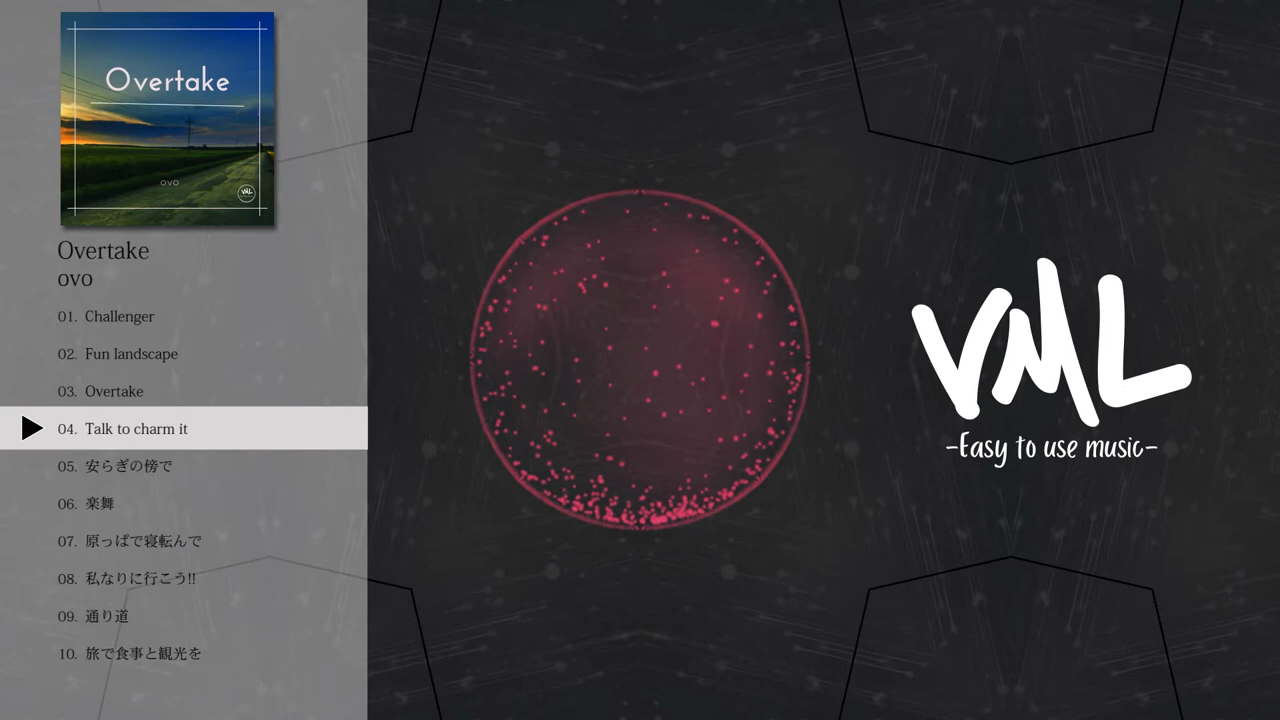 Overtake
ovo
VML
Overtake
ovo
01. Challenger
02. Fun landscape
03. Overtake
04. Talk to charm it
05. 安らぎの傍で
06. 楽舞
07. 原っぱで寝転んで
08. 私なりに行こう!!
09. 通り道
10. 旅で食事と観光を
VML
-Easy to use music-